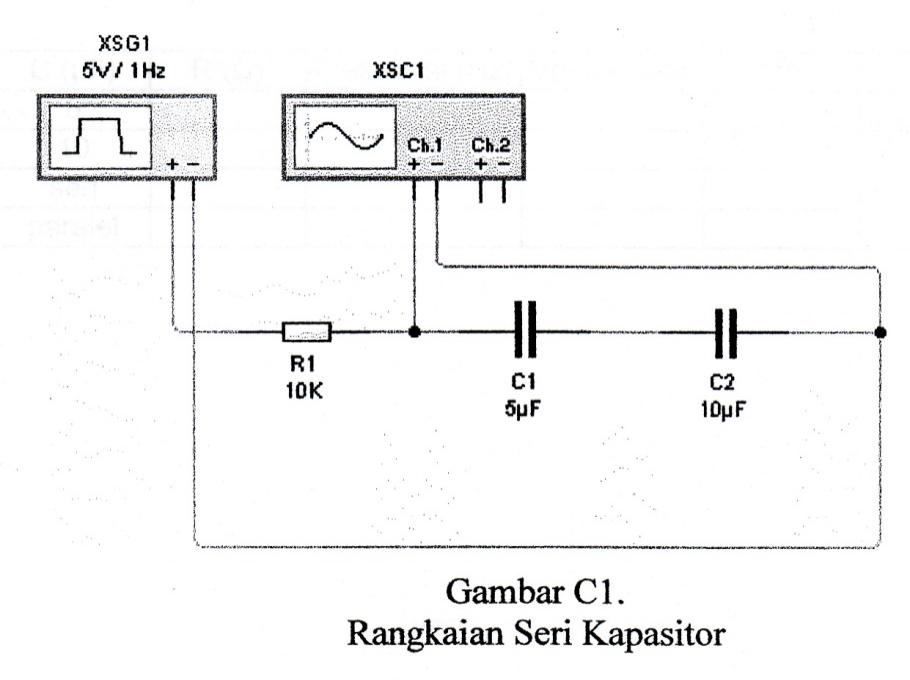 XSG1
5V / 1Hz
XSC1
Ch.1
Ch.2
+ -
+ -
+ -
R1
10K
C1
5µF
C2
10µF
Gambar C1.
Rangkaian Seri Kapasitor
paralel